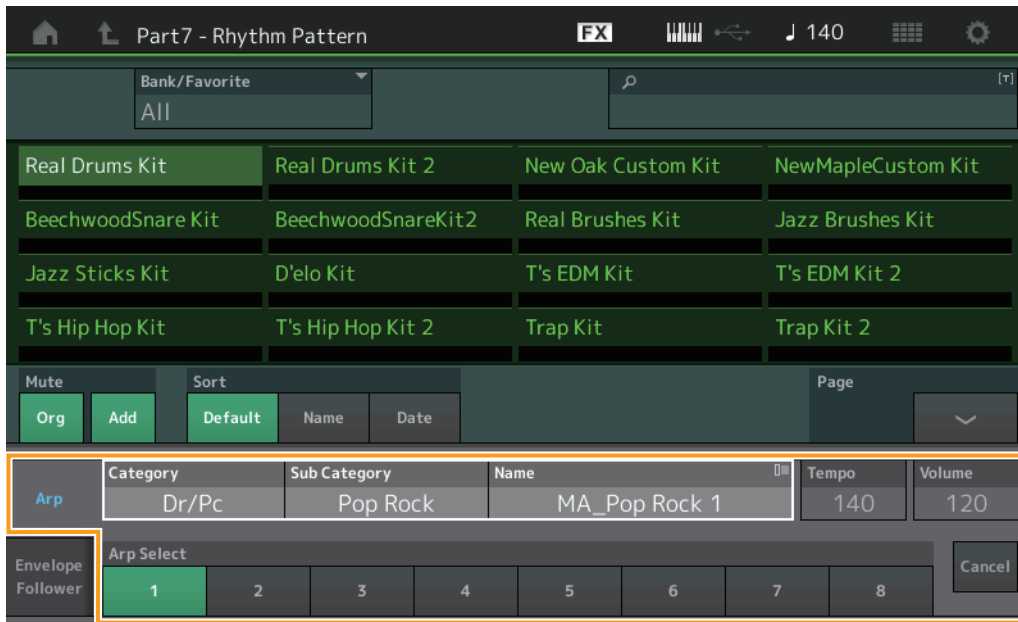 Part7 - Rhythm Pattern FX ♩ 140
Bank/Favorite [T]
All
Real Drums Kit Real Drums Kit 2 New Oak Custom Kit NewMapleCustom Kit
BeechwoodSnare Kit BeechwoodSnareKit2 Real Brushes Kit Jazz Brushes Kit
Jazz Sticks Kit D'elo Kit T's EDM Kit T's EDM Kit 2
T's Hip Hop Kit T's Hip Hop Kit 2 Trap Kit Trap Kit 2
Mute Sort Page
Org Add Default Name Date
Arp Category Sub Category Name Tempo Volume
Dr/Pc Pop Rock MA_Pop Rock 1 140 120
Envelope Follower Arp Select Cancel
1 2 3 4 5 6 7 8